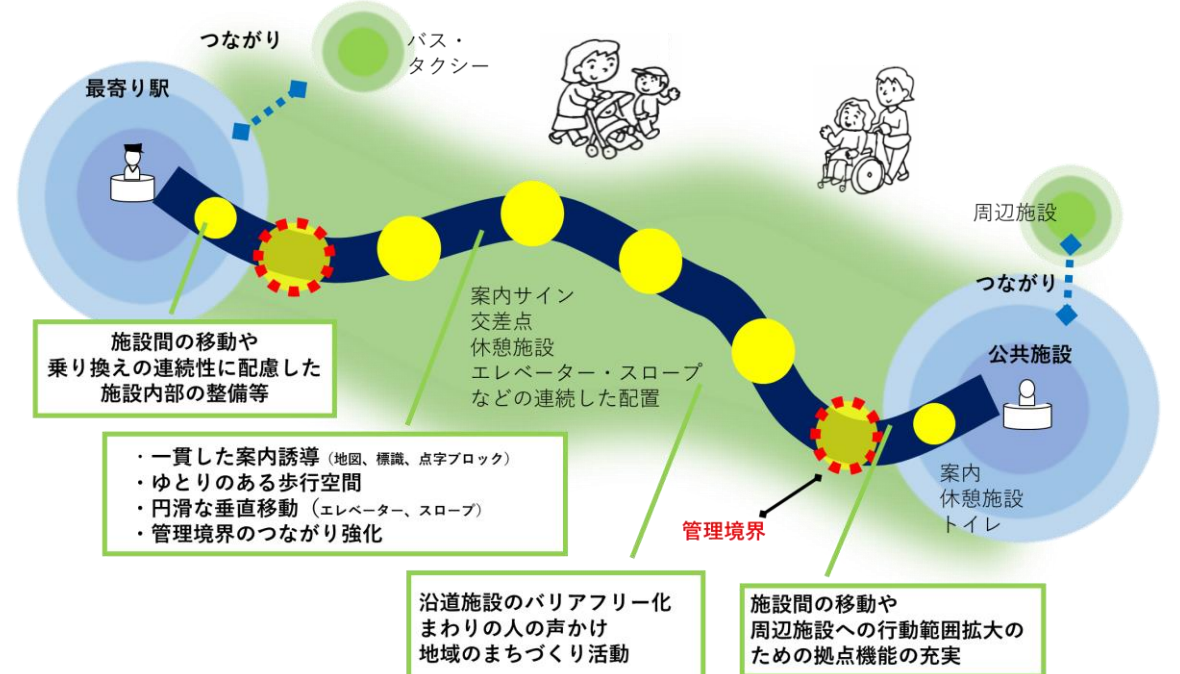 つながり
バス・
タクシー
最寄り駅
周辺施設
つながり
公共施設
案内サイン
交差点
休憩施設
エレベーター・スロープ
などの連続した配置
施設間の移動や
乗り換えの連続性に配慮した
施設内部の整備等
・一貫した案内誘導（地図、標識、点字ブロック）
・ゆとりのある歩行空間
・円滑な垂直移動（エレベーター、スロープ）
・管理境界のつながり強化
案内
休憩施設
トイレ
管理境界
沿道施設のバリアフリー化
まわりの人の声かけ
地域のまちづくり活動
施設間の移動や
周辺施設への行動範囲拡大の
ための拠点機能の充実